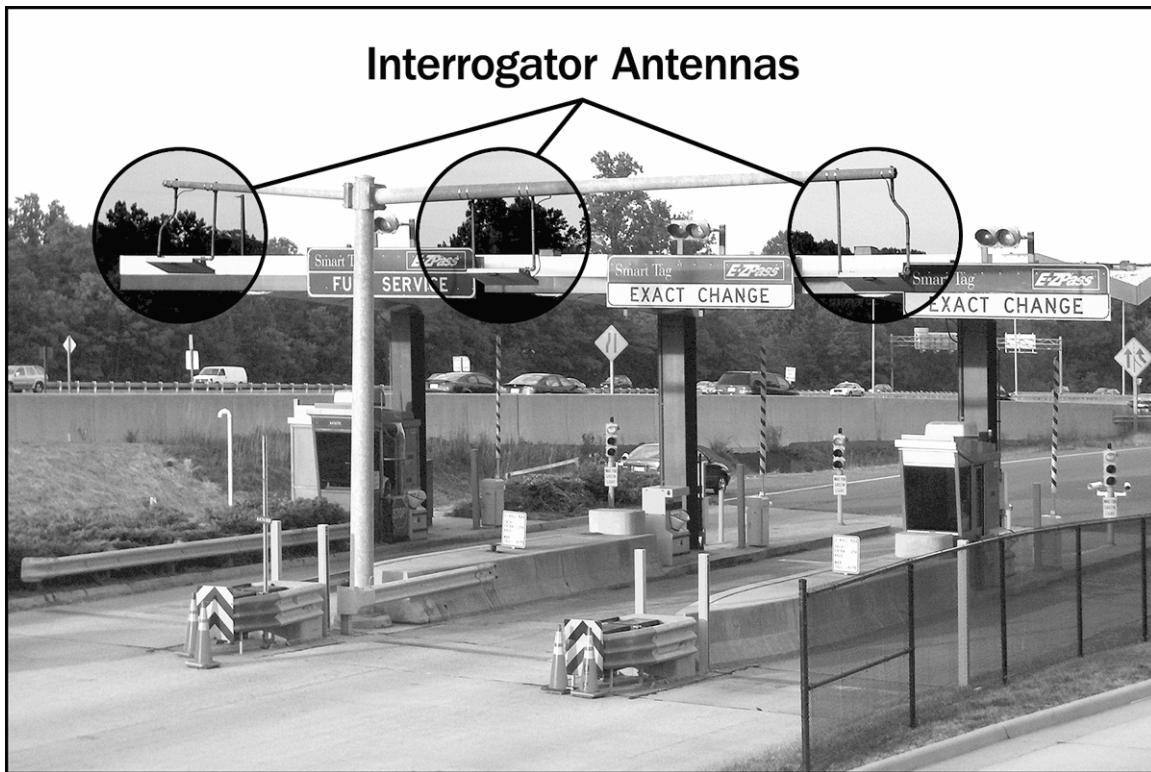 Interrogator Antennas
Smart Tag E-ZPass
FULL SERVICE
Smart Tag E-ZPass
EXACT CHANGE
Smart Tag E-ZPass
EXACT CHANGE